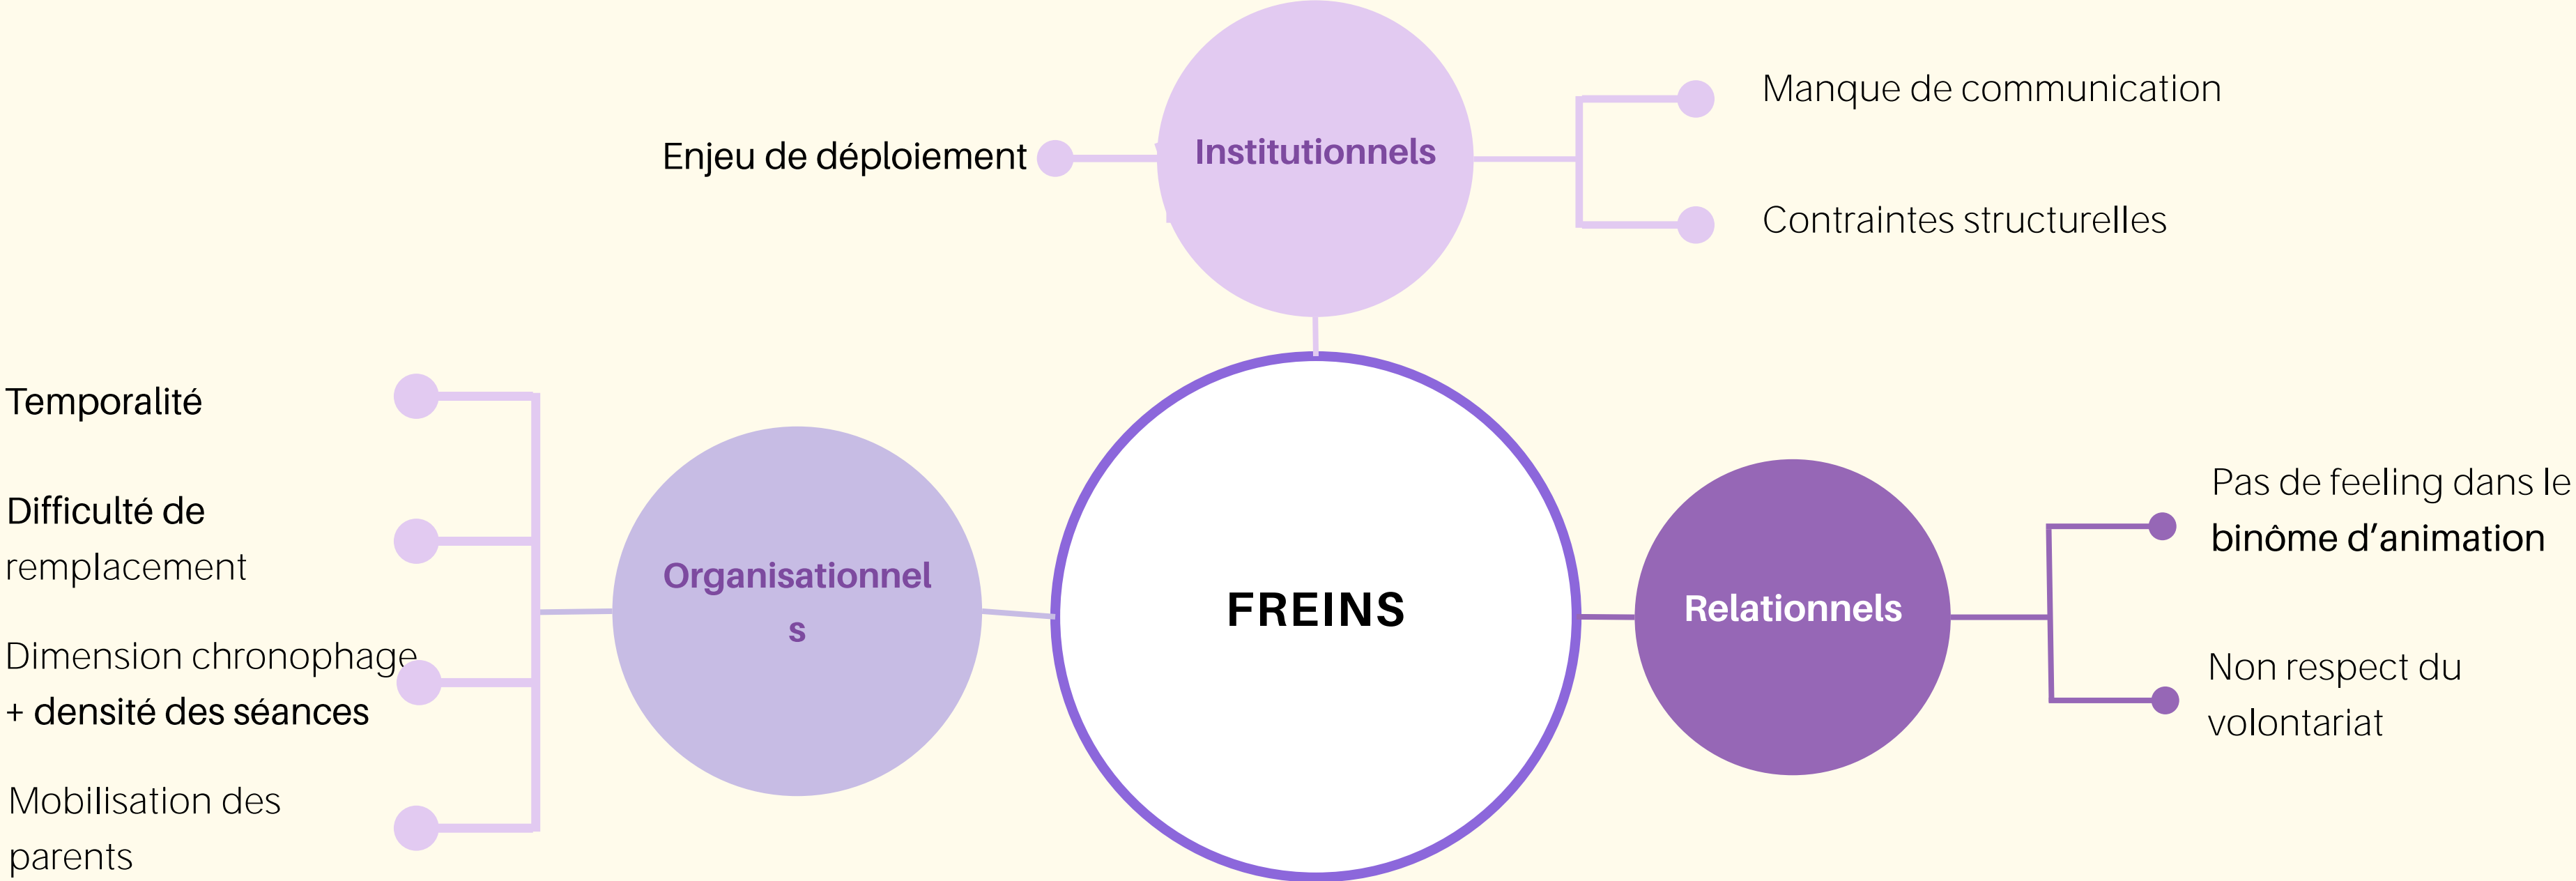 Institutionnels
Enjeu de déploiement
Manque de communication
Contraintes structurelles
Temporalité
Difficulté de
remplacement
Dimension chronophage
+ densité des séances
Mobilisation des
parents
Organisationnel
s
FREINS
Relationnels
Pas de feeling dans le
binôme d’animation
Non respect du
volontariat